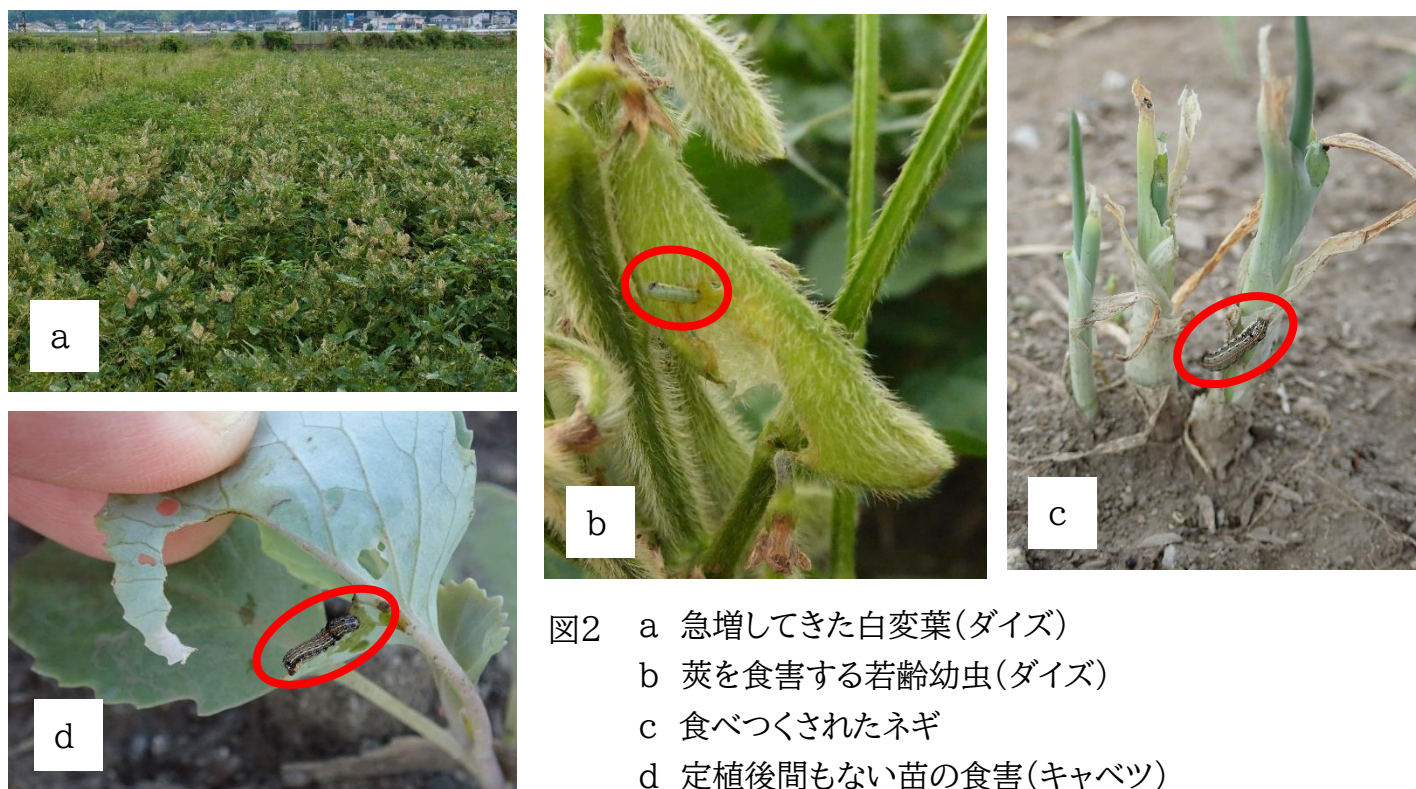 a
b
c
d
図2 a 急増してきた白変葉(ダイズ)
b 莢を食害する若齢幼虫(ダイズ)
c 食べつくされたネギ
d 定植後間もない苗の食害(キャベツ)